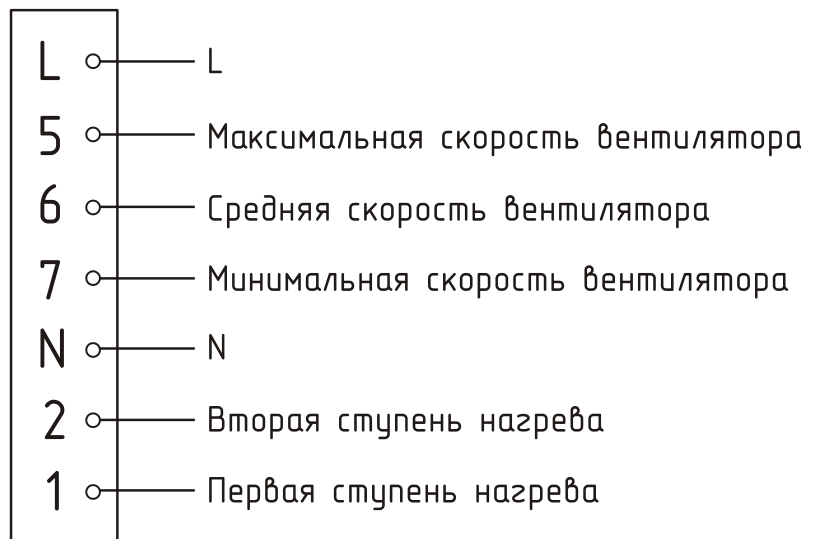 L L
5 Максимальная скорость вентилятора
6 Средняя скорость вентилятора
7 Минимальная скорость вентилятора
N N
2 Вторая ступень нагрева
1 Первая ступень нагрева